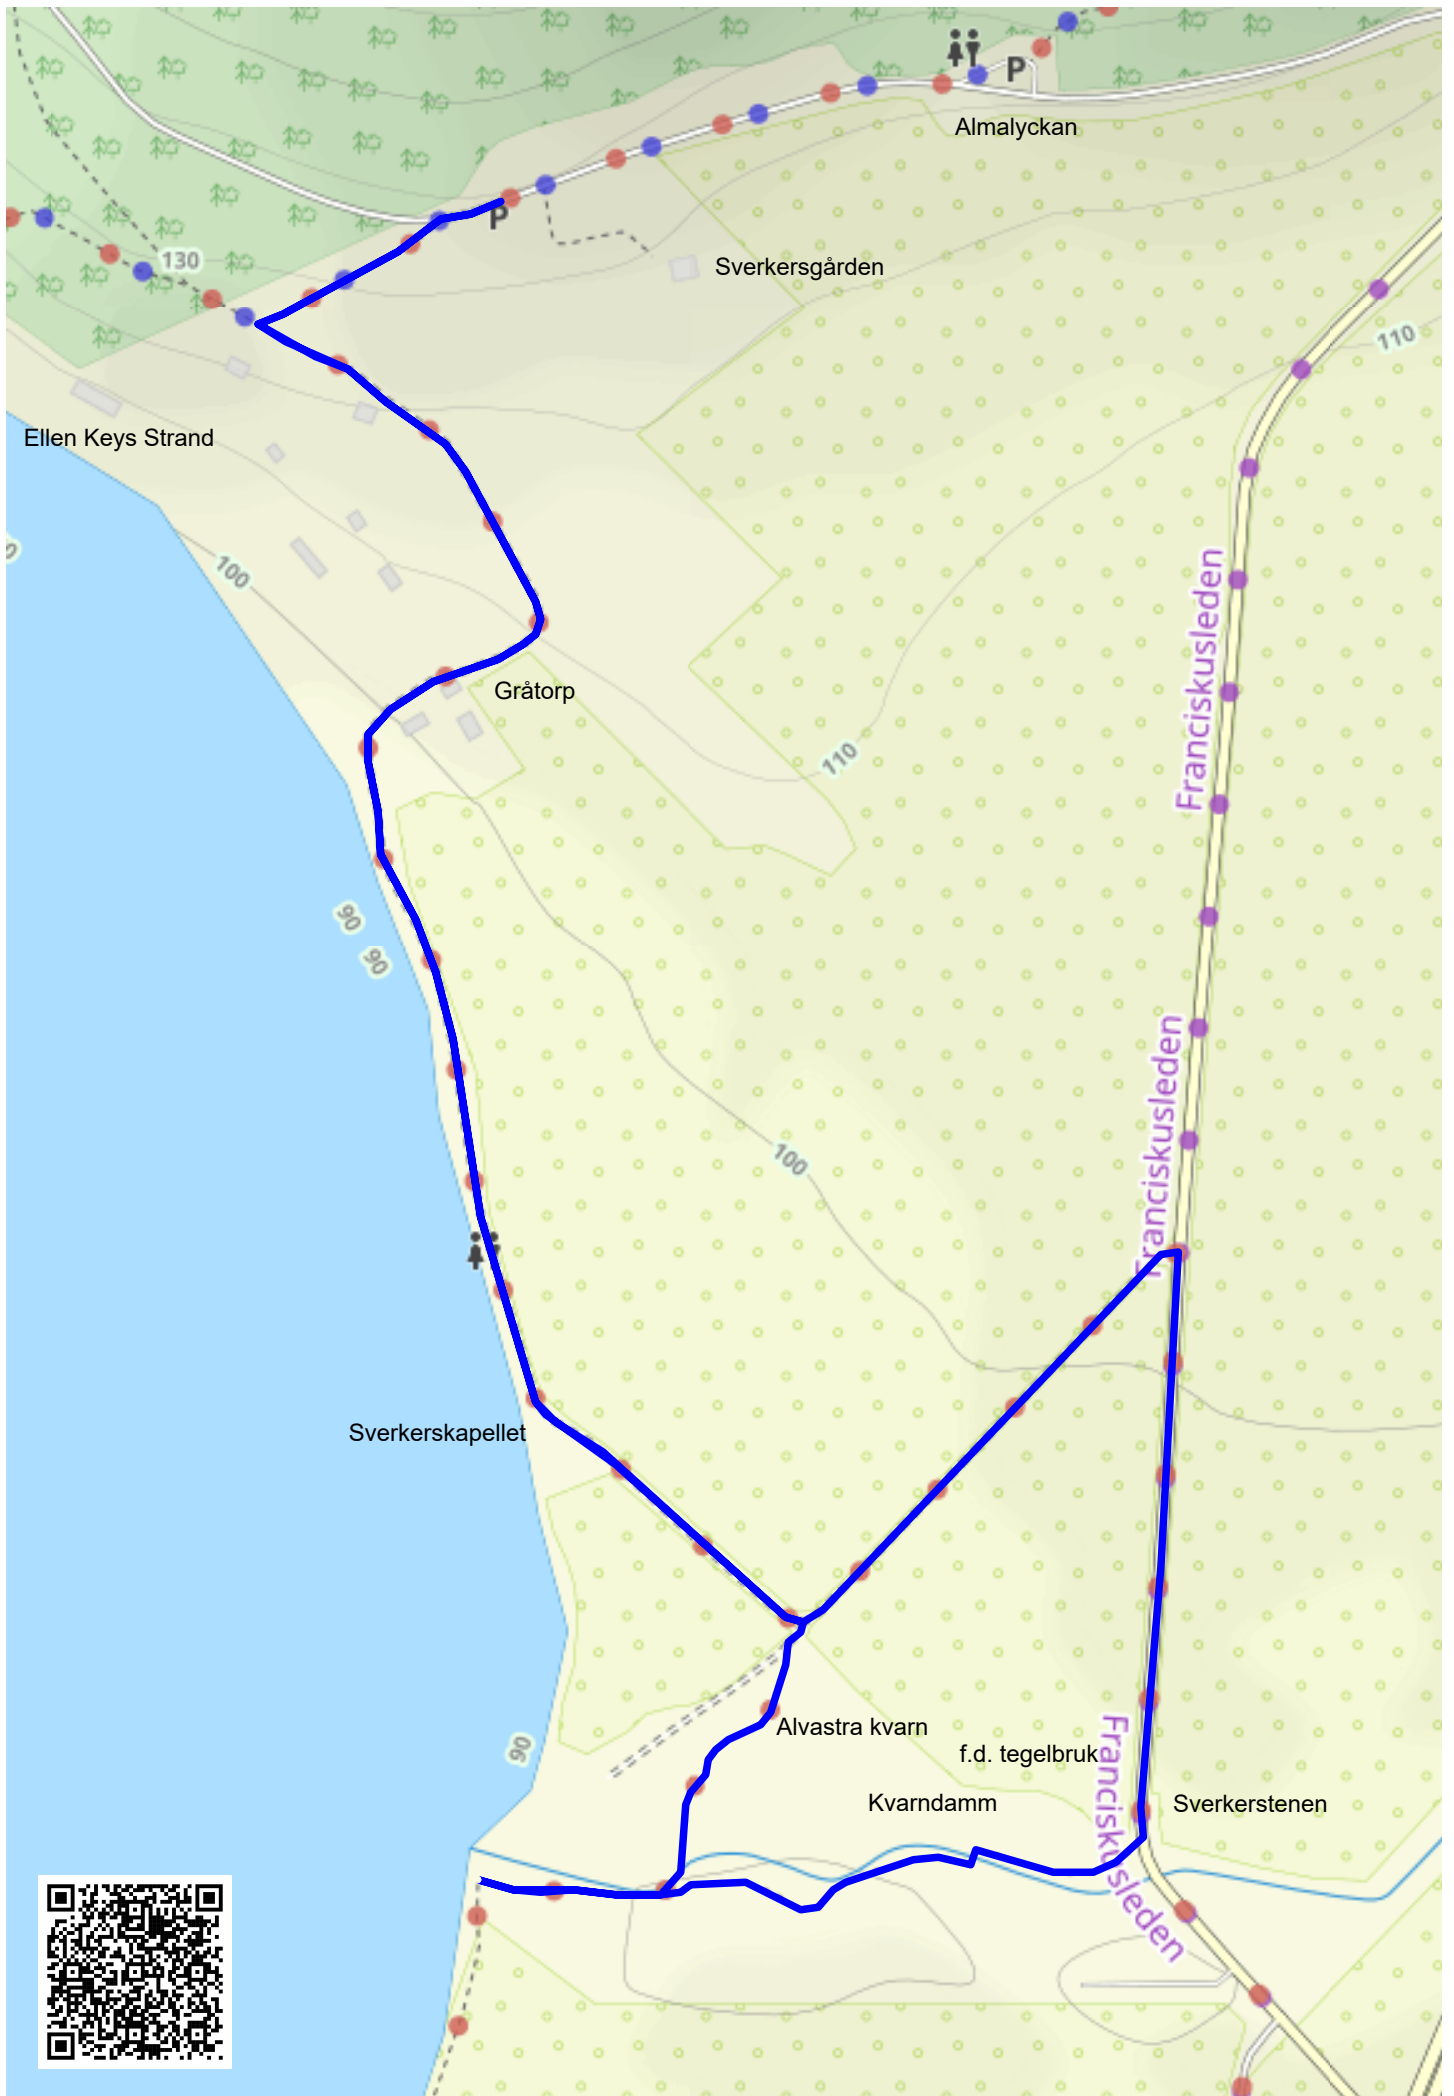 P
Almalyckan
P
130
Sverkersgården
110
Ellen Keys Strand
100
Franciskusleden
Gråtorp
110
90
90
Franciskusleden
100
Sverkerskapellet
Alvastra kvarn
90
f.d. tegelbruk
Kvarndamm
Sverkerstenen
Franciskusleden